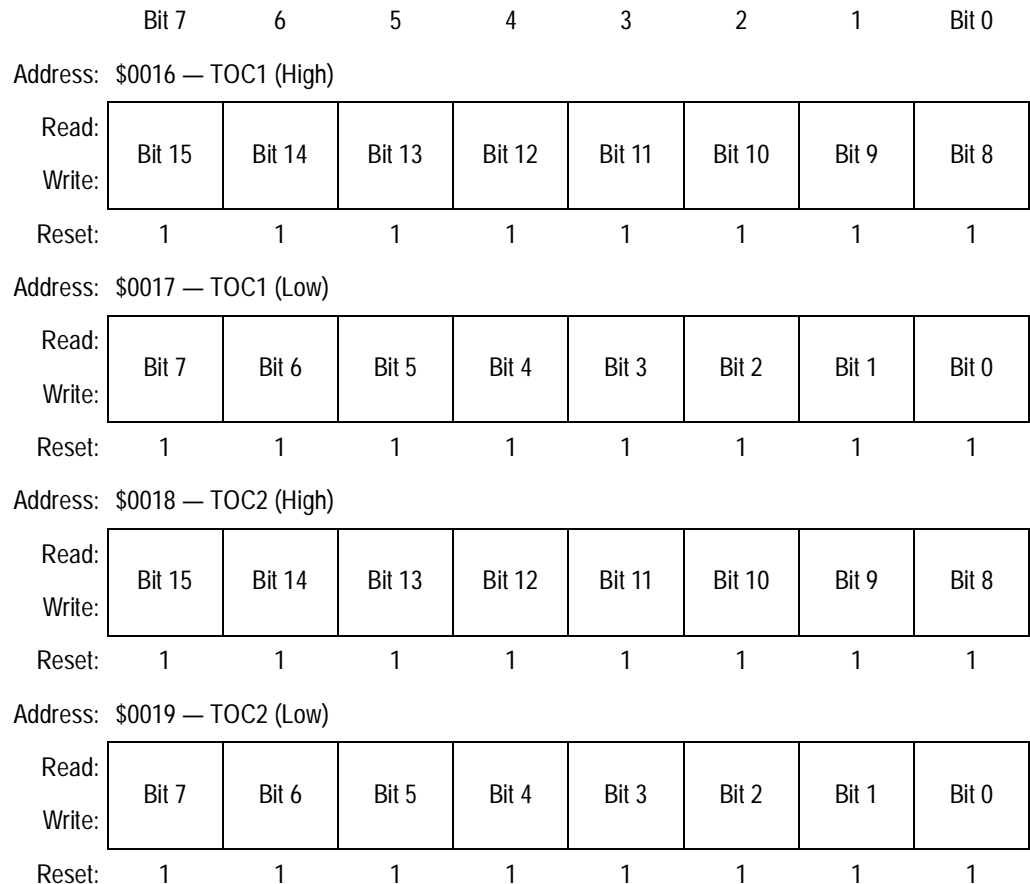 Bit 7 6 5 4 3 2 1 Bit 0
Address: $0016 — TOC1 (High)
Read:
Bit 15 Bit 14 Bit 13 Bit 12 Bit 11 Bit 10 Bit 9 Bit 8
Write:
Reset: 1 1 1 1 1 1 1 1
Address: $0017 — TOC1 (Low)
Read:
Bit 7 Bit 6 Bit 5 Bit 4 Bit 3 Bit 2 Bit 1 Bit 0
Write:
Reset: 1 1 1 1 1 1 1 1
Address: $0018 — TOC2 (High)
Read:
Bit 15 Bit 14 Bit 13 Bit 12 Bit 11 Bit 10 Bit 9 Bit 8
Write:
Reset: 1 1 1 1 1 1 1 1
Address: $0019 — TOC2 (Low)
Read:
Bit 7 Bit 6 Bit 5 Bit 4 Bit 3 Bit 2 Bit 1 Bit 0
Write:
Reset: 1 1 1 1 1 1 1 1